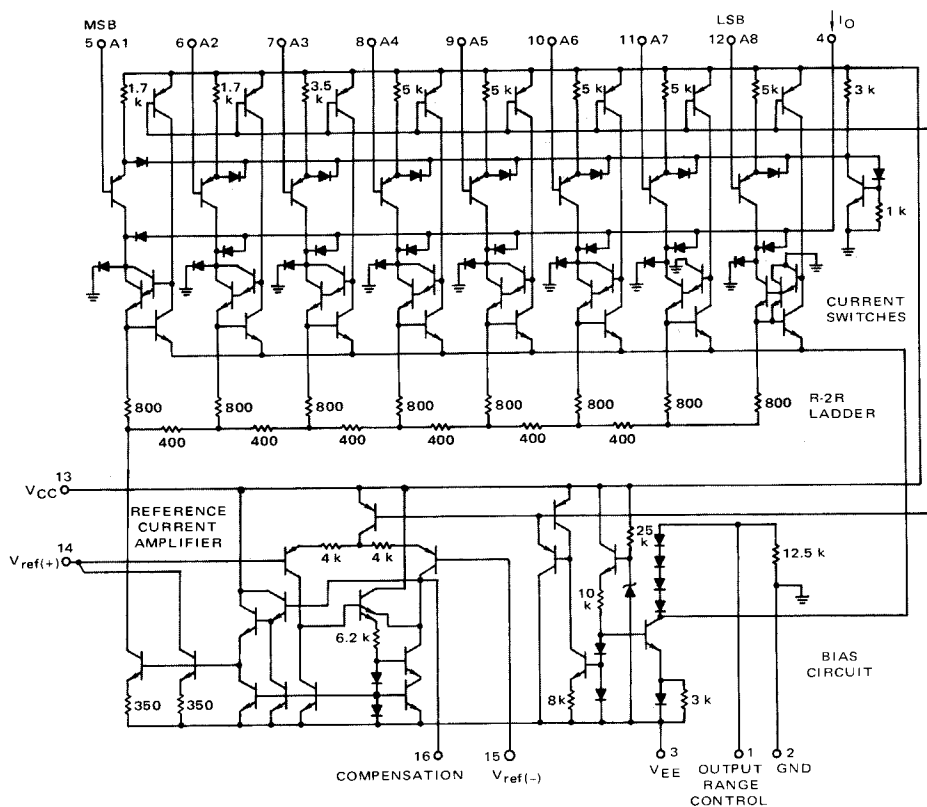 MSB
5 A1
6 A2
7 A3
8 A4
9 A5
10 A6
11 A7
LSB
12 A8
4 IO
1.7 k
1.7 k
3.5 k
5 k
5 k
5 k
5 k
5 k
3 k
1 k
CURRENT
SWITCHES
800
800
800
800
800
800
800
800
R-2R
LADDER
400
400
400
400
400
400
VCC 13
REFERENCE
CURRENT
AMPLIFIER
14
Vref(+)
4 k
4 k
25 k
12.5 k
10 k
6.2 k
BIAS
CIRCUIT
350
350
8k
3 k
16
COMPENSATION
15
Vref(−)
3
VEE
1
OUTPUT
RANGE
CONTROL
2
GND